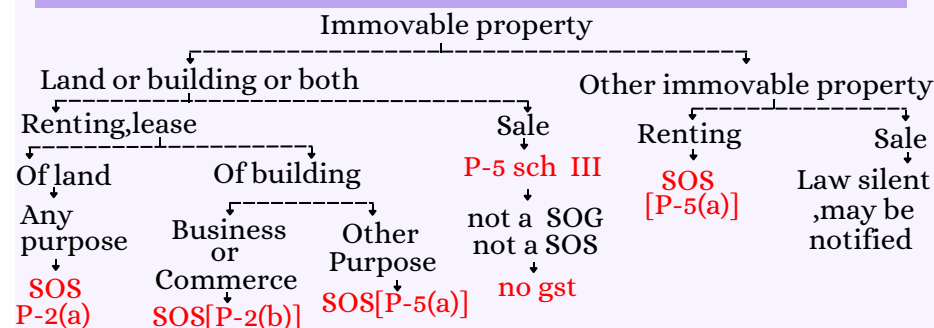 Immovable property
Land or building or both
Other immovable property
Renting,lease
Sale
Renting
Sale
P-5 sch III
Of land
Of building
SOS
[P-5(a)]
Law silent
,may be
notified
Any
purpose
Business
or
Commerce
Other
Purpose
not a SOG
not a SOS
SOS
P-2(a)
SOS[P-2(b)]
SOS[P-5(a)]
no gst